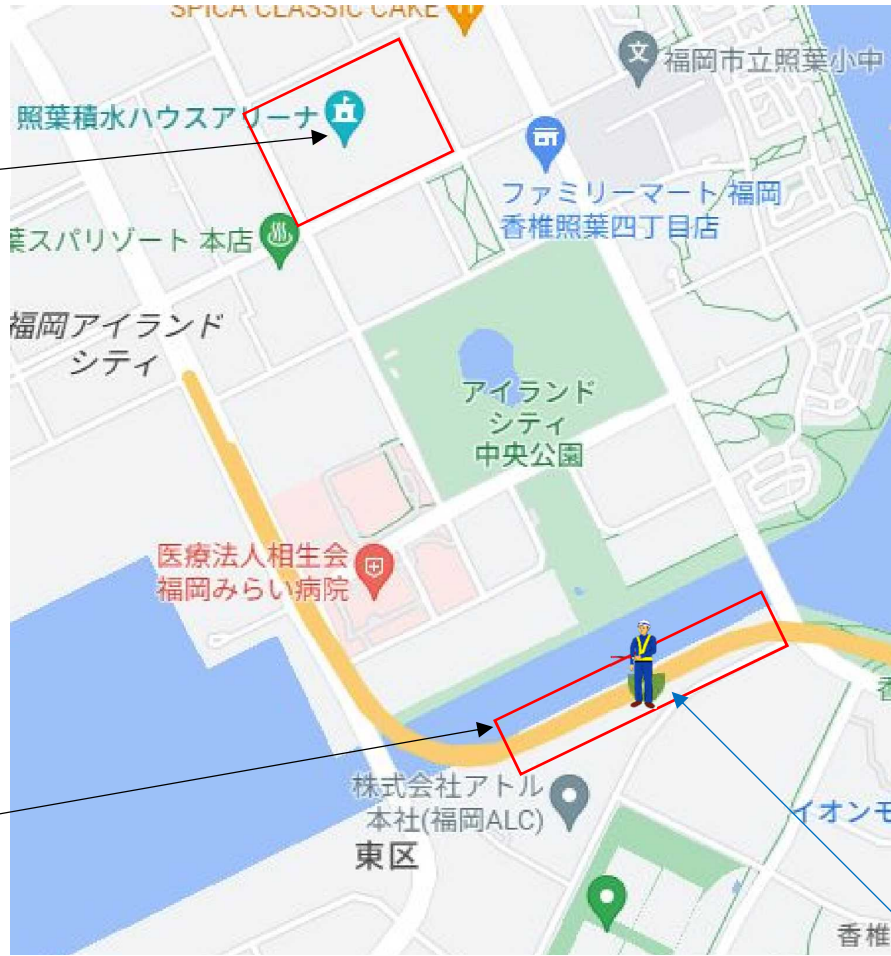 SPICA CLASSIC CAKE
福岡市立照葉小中
照葉積水ハウスアリーナ
ファミリーマート 福岡
香椎照葉四丁目店
葉スパリゾート 本店
福岡アイランド
シティ
アイランド
シティ
中央公園
医療法人相生会
福岡みらい病院
香
株式会社アトル
本社(福岡ALC)
イオンモ
東区
香椎
文